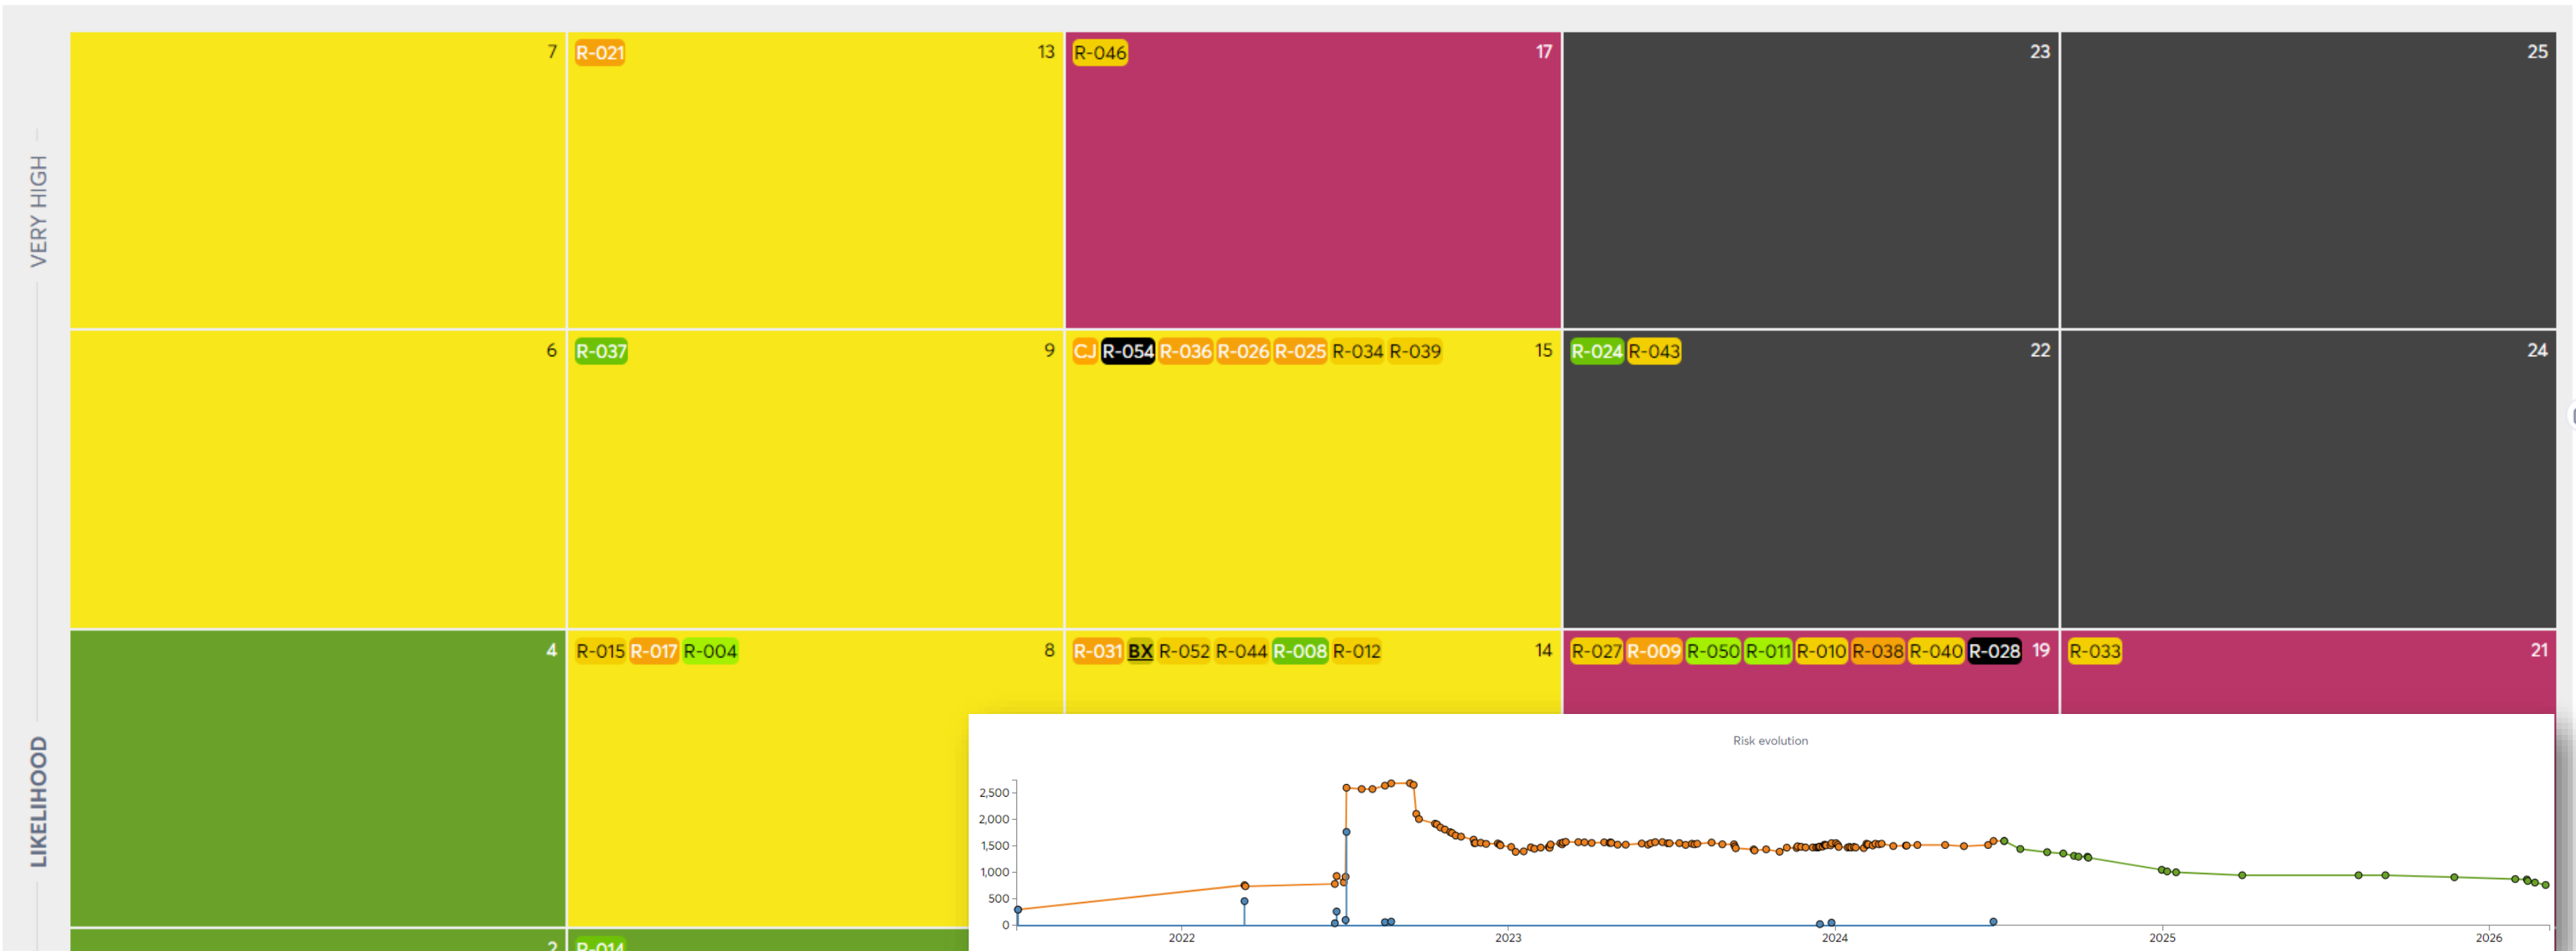 7 R-021 13 R-046 17 23 25
VERY HIGH
6 R-037 9 CJ R-054 R-036 R-026 R-025 R-034 R-039 15 R-024 R-043 22 24
4 R-015 R-017 R-004 8 R-031 BX R-052 R-044 R-008 R-012 14 R-027 R-009 R-050 R-011 R-010 R-038 R-040 R-028 19 R-033 21
LIKELIHOOD
Risk evolution
2,500
2,000
1,500
1,000
500
0
2022 2023 2024 2025 2026
2 R-014